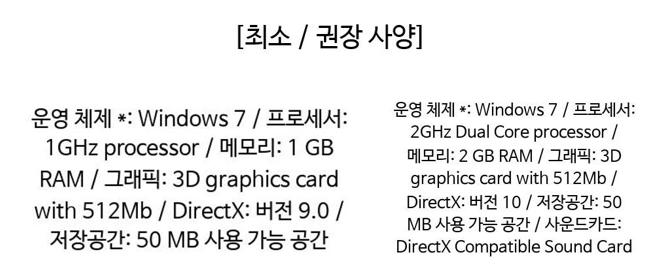 [최소 / 권장 사양]
운영 체제 *: Windows 7 / 프로세서:
1GHz processor / 메모리: 1 GB
RAM / 그래픽: 3D graphics card
with 512Mb / DirectX: 버전 9.0 /
저장공간: 50 MB 사용 가능 공간
운영 체제 *: Windows 7 / 프로세서:
2GHz Dual Core processor /
메모리: 2 GB RAM / 그래픽: 3D
graphics card with 512Mb /
DirectX: 버전 10 / 저장공간: 50
MB 사용 가능 공간 / 사운드카드:
DirectX Compatible Sound Card